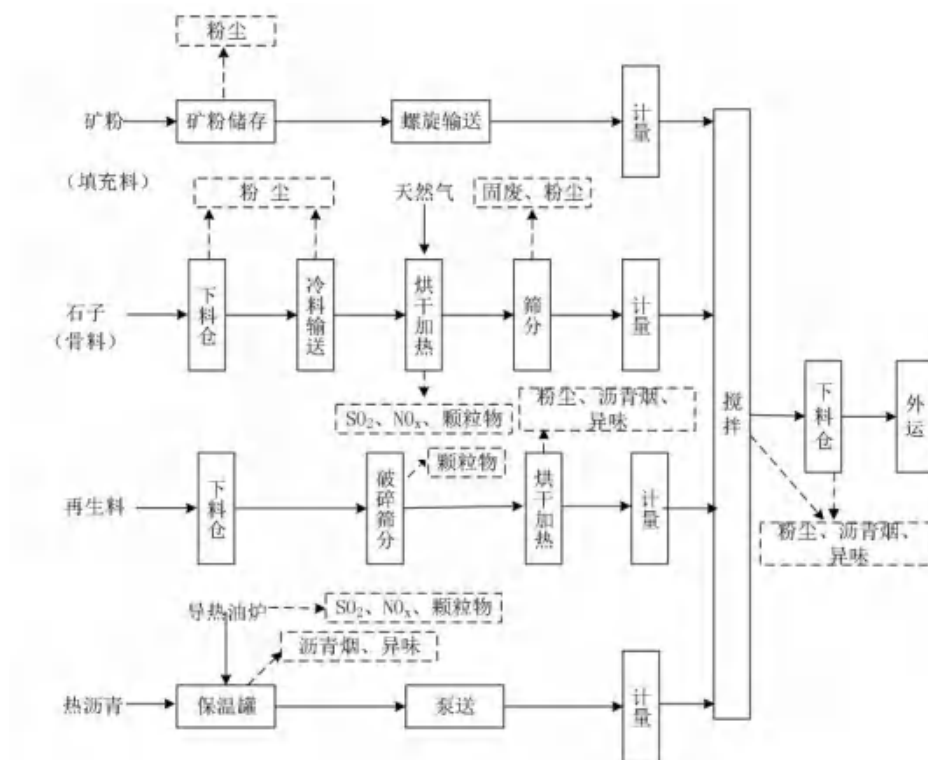 粉尘
矿粉
矿粉储存
螺旋输送
计量
(填充料)
粉 尘
天然气
固废、粉尘
石子
(骨料)
下料仓
冷料输送
烘干加热
筛分
计量
搅拌
下料仓
外运
SO₂、NOₓ、颗粒物
粉尘、沥青烟、
异味
颗粒物
再生料
下料仓
破碎筛分
烘干加热
计量
粉尘、沥青烟、
异味
导热油炉
SO₂、NOₓ、颗粒物
沥青烟、异味
热沥青
保温罐
泵送
计量